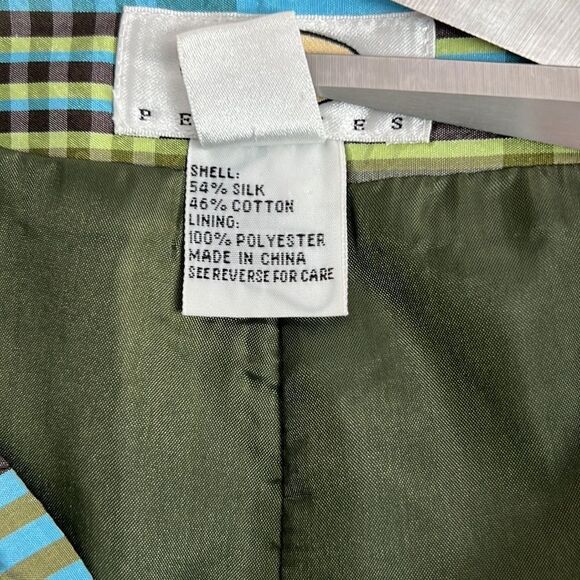 SHELL:
54% SILK
46% COTTON
LINING:
100% POLYESTER
MADE IN CHINA
SEE REVERSE FOR CARE